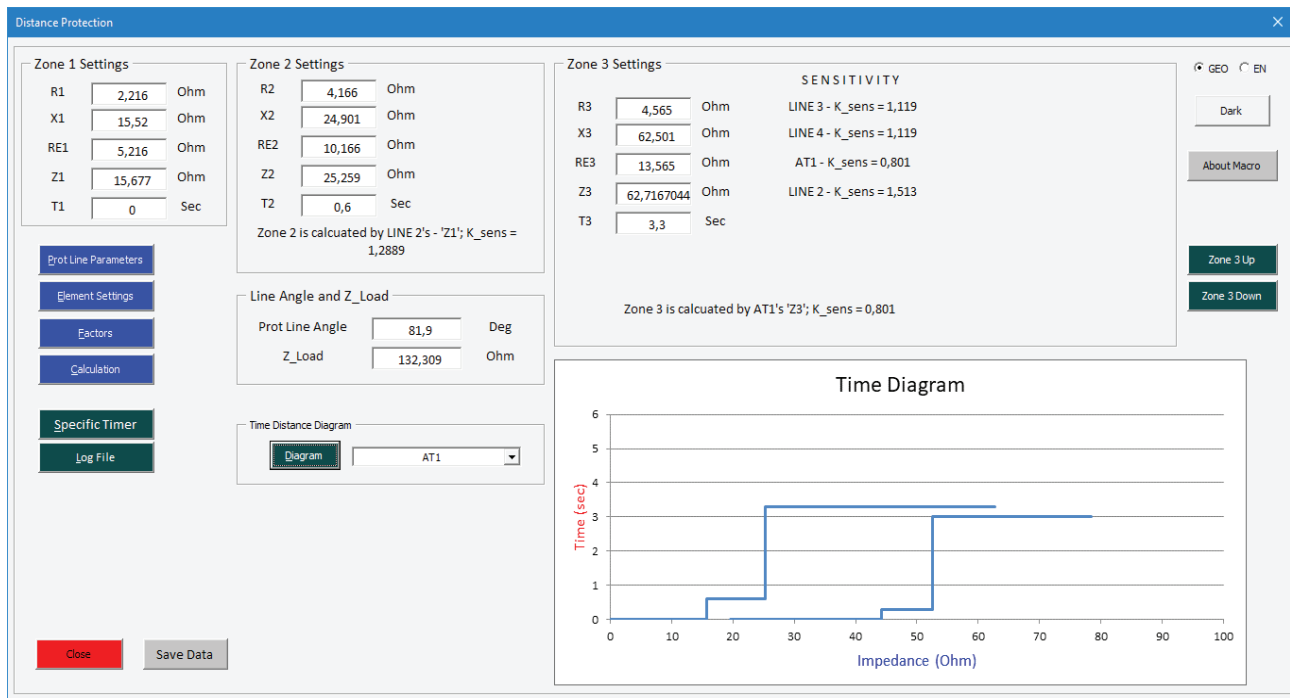 Distance Protection
Zone 1 Settings
R1 2,216 Ohm
X1 15,52 Ohm
RE1 5,216 Ohm
Z1 15,677 Ohm
T1 0 Sec
Zone 2 Settings
R2 4,166 Ohm
X2 24,901 Ohm
RE2 10,166 Ohm
Z2 25,259 Ohm
T2 0,6 Sec
Zone 2 is calcuated by LINE 2's - 'Z1'; K_sens =
1,2889
Zone 3 Settings
SENSITIVITY
R3 4,565 Ohm LINE 3 - K_sens = 1,119
X3 62,501 Ohm LINE 4 - K_sens = 1,119
RE3 13,565 Ohm AT1 - K_sens = 0,801
Z3 62,7167044 Ohm LINE 2 - K_sens = 1,513
T3 3,3 Sec
Zone 3 is calcuated by AT1's 'Z3'; K_sens = 0,801
GEO EN
Dark
About Macro
Zone 3 Up
Zone 3 Down
Prot Line Parameters
Element Settings
Factors
Calculation
Specific Timer
Log File
Line Angle and Z_Load
Prot Line Angle 81,9 Deg
Z_Load 132,309 Ohm
Time Distance Diagram
Diagram AT1
Time Diagram
6
5
4
3
2
1
0
Time (sec)
0 10 20 30 40 50 60 70 80 90 100
Impedance (Ohm)
Close
Save Data